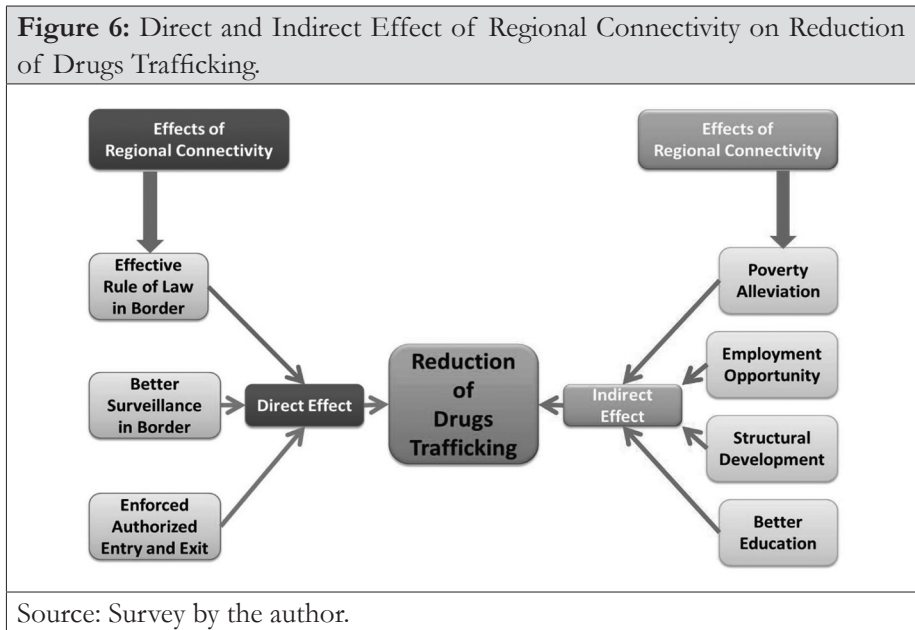 Figure 6: Direct and Indirect Effect of Regional Connectivity on Reduction
of Drugs Trafficking.
Effects of
Regional Connectivity
Effects of
Regional Connectivity
Effective
Rule of Law
in Border
Better
Surveillance
in Border
Enforced
Authorized
Entry and Exit
Direct Effect
Reduction
of
Drugs
Trafficking
Indirect
Effect
Poverty
Alleviation
Employment
Opportunity
Structural
Development
Better
Education
Source: Survey by the author.